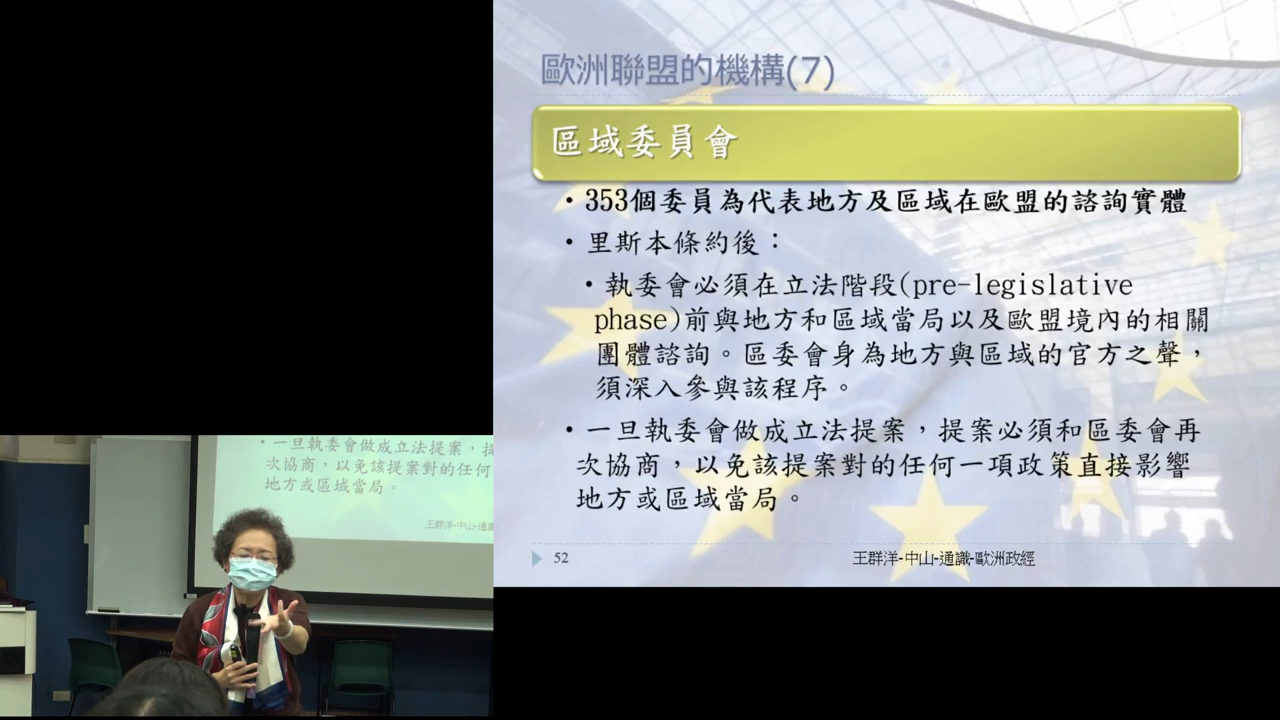 歐洲聯盟的機構(7)
區域委員會
•353個委員為代表地方及區域在歐盟的諮詢實體
•里斯本條約後：
•執委會必須在立法階段(pre-legislative
phase)前與地方和區域當局以及歐盟境內的相關
團體諮詢。區委會身為地方與區域的官方之聲，
須深入參與該程序。
•一旦執委會做成立法提案，提案必須和區委會再
次協商，以免該提案對的任何一項政策直接影響
地方或區域當局。
52
王群洋-中山-通識-歐洲政經
•一旦執委會做成立法提案，提
次協商，以免該提案對的任何
地方或區域當局。
王群洋-中山-通識